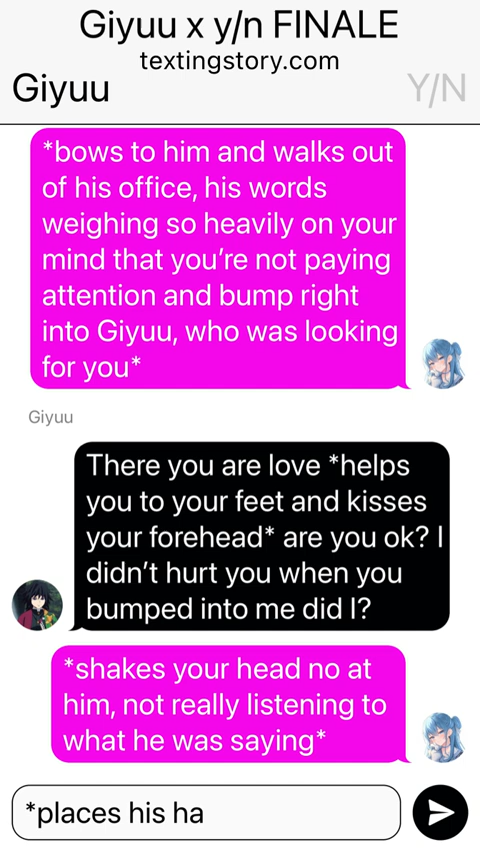 Giyuu x y/n FINALE
textingstory.com
Giyuu Y/N
*bows to him and walks out
of his office, his words
weighing so heavily on your
mind that you’re not paying
attention and bump right
into Giyuu, who was looking
for you*
Giyuu
There you are love *helps
you to your feet and kisses
your forehead* are you ok? I
didn’t hurt you when you
bumped into me did I?
*shakes your head no at
him, not really listening to
what he was saying*
*places his ha